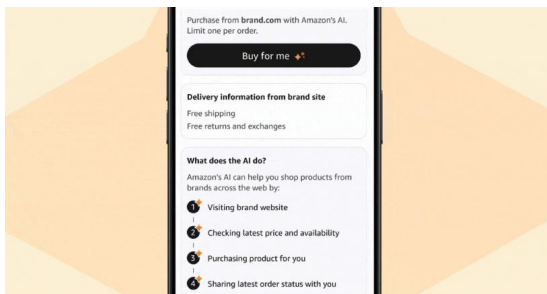 Purchase from brand.com with Amazon's AI.
Limit one per order.
Buy for me
Delivery information from brand site
Free shipping
Free returns and exchanges
What does the AI do?
Amazon's AI can help you shop products from
brands across the web by:
1 Visiting brand website
2 Checking latest price and availability
3 Purchasing product for you
4 Sharing latest order status with you